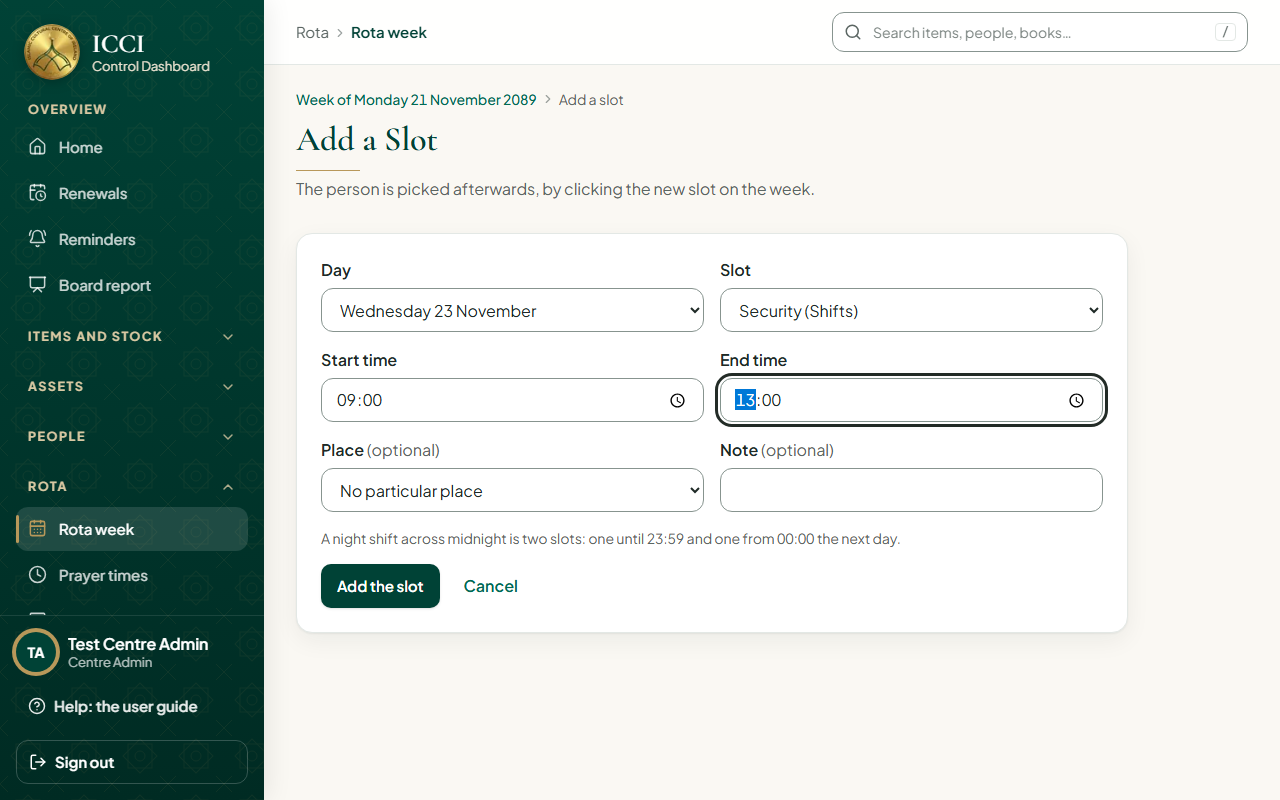 ICCI
Control Dashboard
OVERVIEW
Home
Renewals
Reminders
Board report
ITEMS AND STOCK
ASSETS
PEOPLE
ROTA
Rota week
Prayer times
TA
Test Centre Admin
Centre Admin
Help: the user guide
Sign out
Rota
Rota week
Search items, people, books…
/
Week of Monday 21 November 2089
Add a slot
Add a Slot
The person is picked afterwards, by clicking the new slot on the week.
Day
Slot
Wednesday 23 November
Security (Shifts)
Start time
End time
09:00
13:00
Place (optional)
Note (optional)
No particular place
A night shift across midnight is two slots: one until 23:59 and one from 00:00 the next day.
Add the slot
Cancel